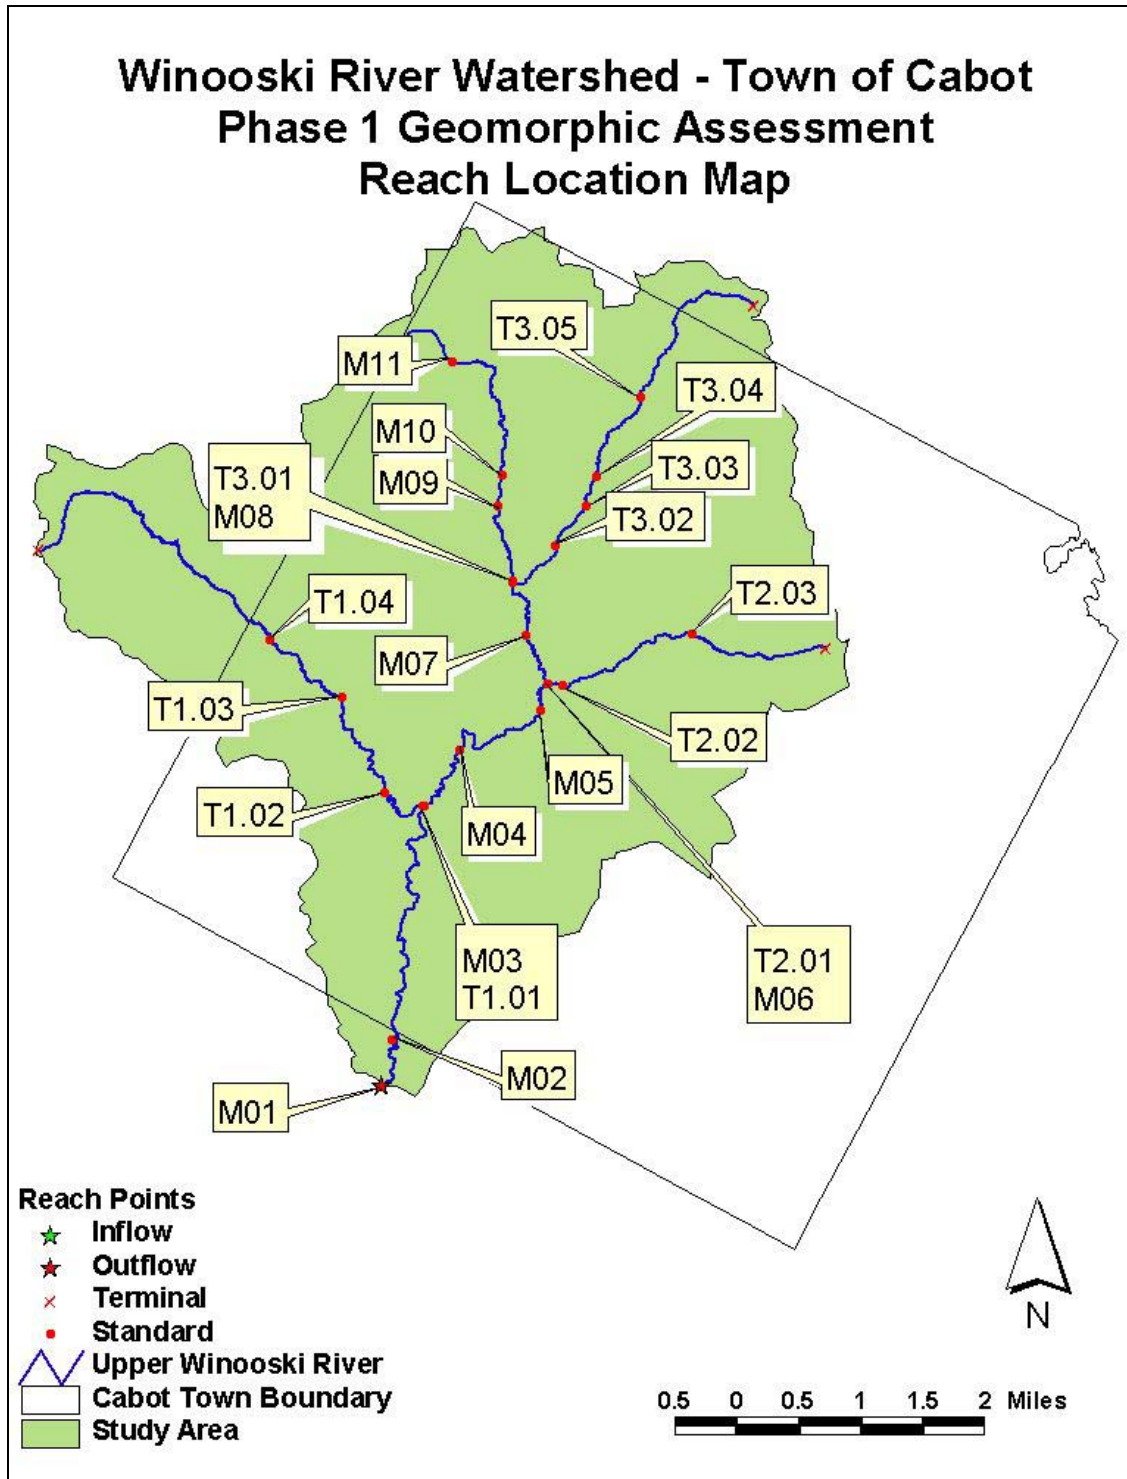 Winooski River Watershed - Town of Cabot
Phase 1 Geomorphic Assessment
Reach Location Map
T3.05
M11
T3.04
M10
T3.01
M08
M09
T3.03
T3.02
T1.04
T2.03
M07
T1.03
T2.02
M05
T1.02
M04
M03
T1.01
T2.01
M06
M02
M01
Reach Points
Inflow
Outflow
Terminal
Standard
Upper Winooski River
Cabot Town Boundary
Study Area
N
0.5 0 0.5 1 1.5 2 Miles